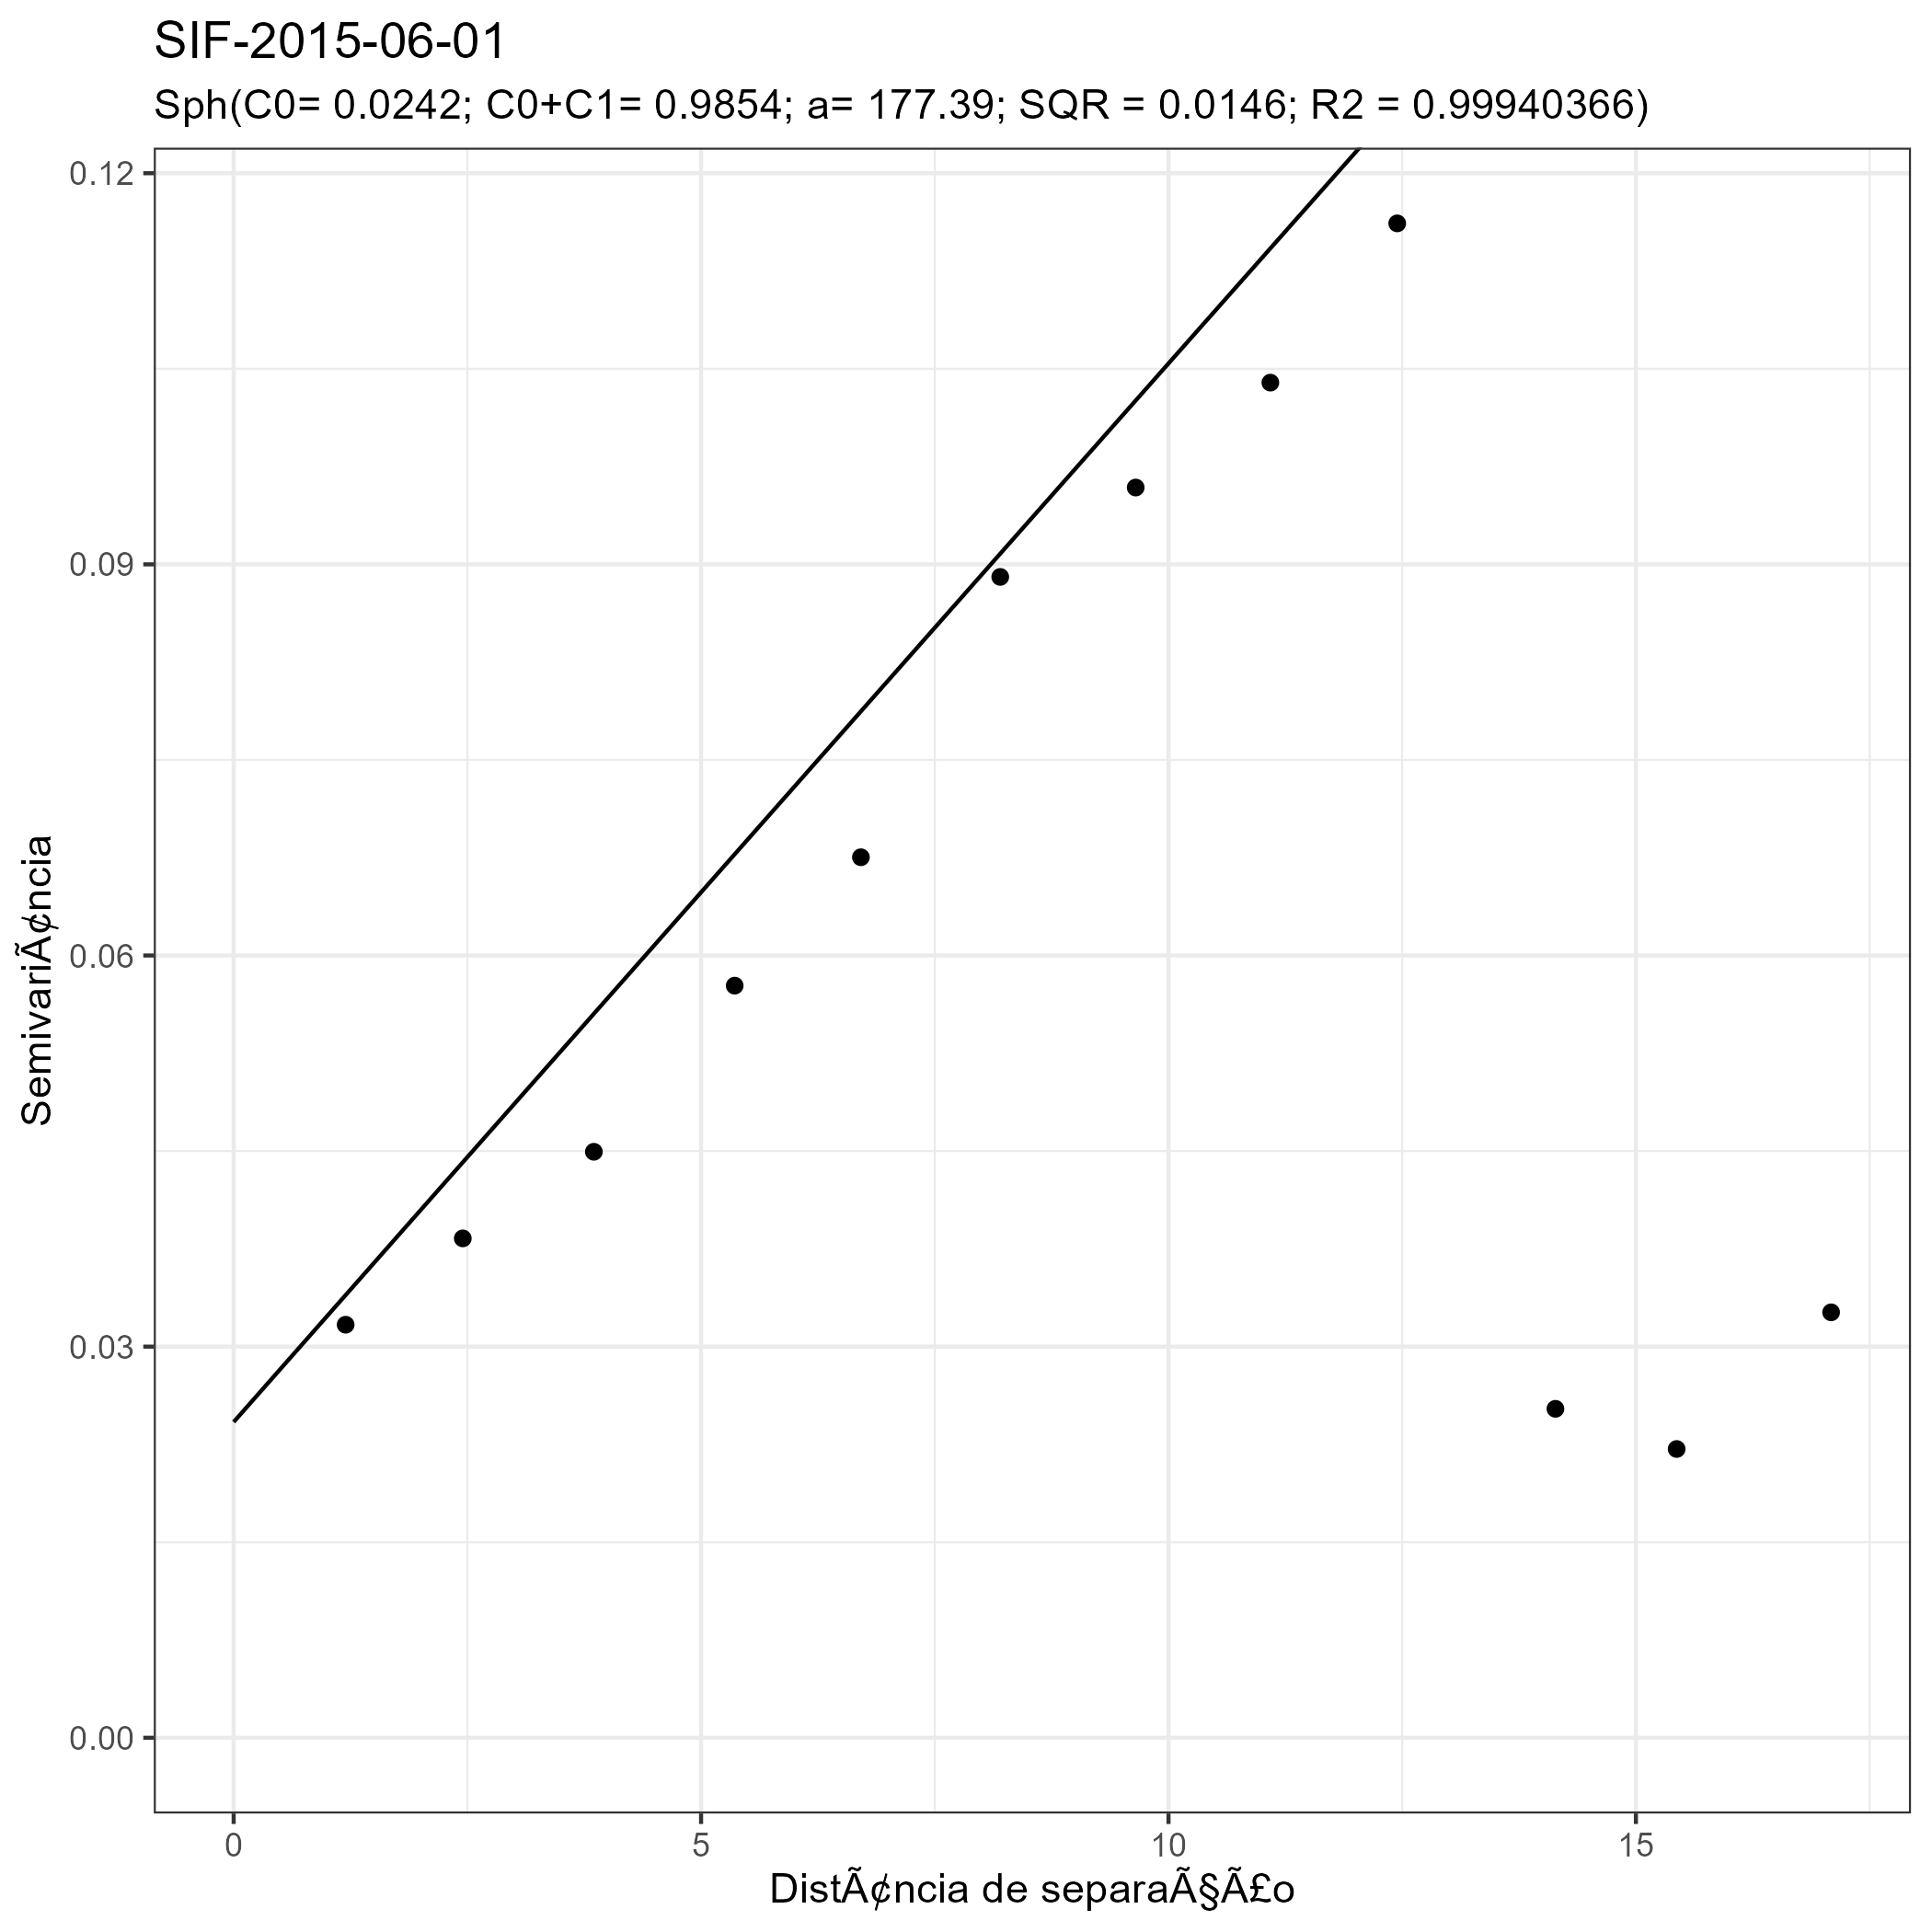 SIF-2015-06-01
Sph(C0= 0.0242; C0+C1= 0.9854; a= 177.39; SQR = 0.0146; R2 = 0.99940366)
0.12
0.09
0.06
0.03
0.00
SemivariÃ¢ncia
0 5 10 15
DistÃ¢ncia de separaÃ§Ã£o